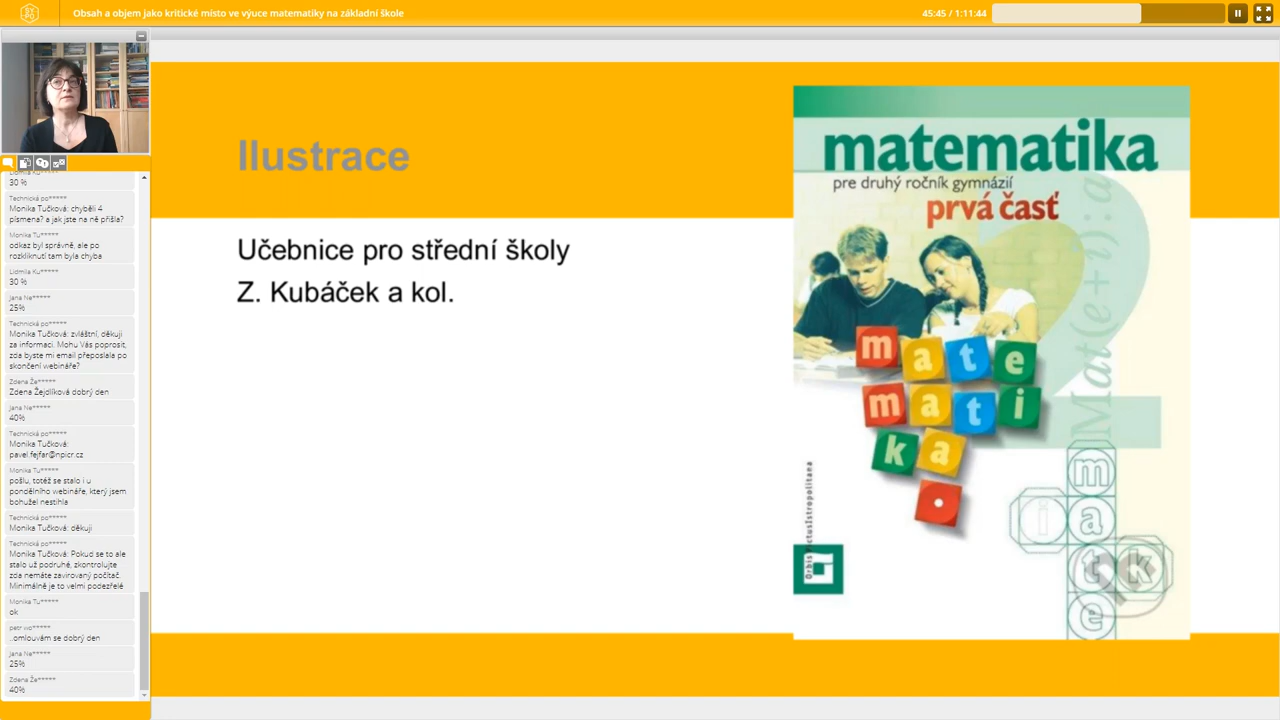 Obsah a objem jako kritické místo ve výuce matematiky na základní škole
45:45 / 1:11:44
30 %
Technická po*****
Monika Tučková: chyběli 4
písmena? a jak jste na ně přišla?
Monika Tu*****
odkaz byl správně, ale po
rozkliknutí tam byla chyba
Lidmila Ku*****
30 %
Jana Ne*****
25%
Technická po*****
Monika Tučková: zvláštní, děkuji
za informaci. Mohu Vás poprosit,
zda byste mi email přeposlala po
skončení webináře?
Zdena Že*****
Zdena Žejdlíková dobrý den
Jana Ne*****
40%
Technická po*****
Monika Tučková:
pavel.fejfar@npicr.cz
Monika Tu*****
pošlu, totéž se stalo i u
pondělního webináře, který jsem
bohužel nestihla
Technická po*****
Monika Tučková: děkuji
Technická po*****
Monika Tučková: Pokud se to ale
stalo už podruhé, zkontrolujte
zda nemáte zavirovaný počítač.
Minimálně je to velmi podezřelé
Monika Tu*****
ok
petr wo*****
..omlouvám se dobrý den
Jana Ne*****
25%
Zdena Že*****
40%
Ilustrace
Učebnice pro střední školy
Z. Kubáček a kol.
matematika
pre druhý ročník gymnázií
prvá časť
2
Mat(e+i):a
m a t e
m a t i
k a
Orbis Pictus Istropolitana
m
i a
t k
e